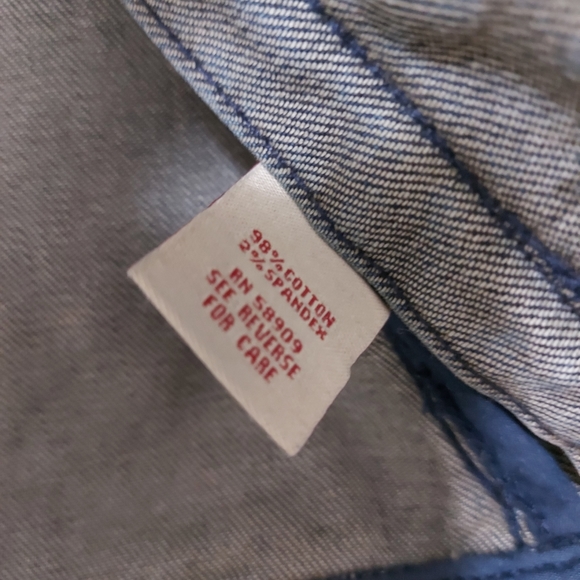 98% COTTON
2% SPANDEX
RN 58909
SEE REVERSE
FOR CARE